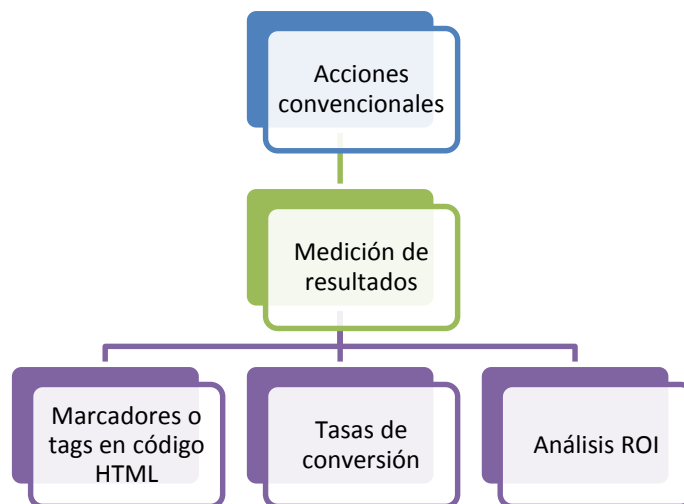 Acciones
convencionales
Medición de
resultados
Marcadores o
tags en código
HTML
Tasas de
conversión
Análisis ROI